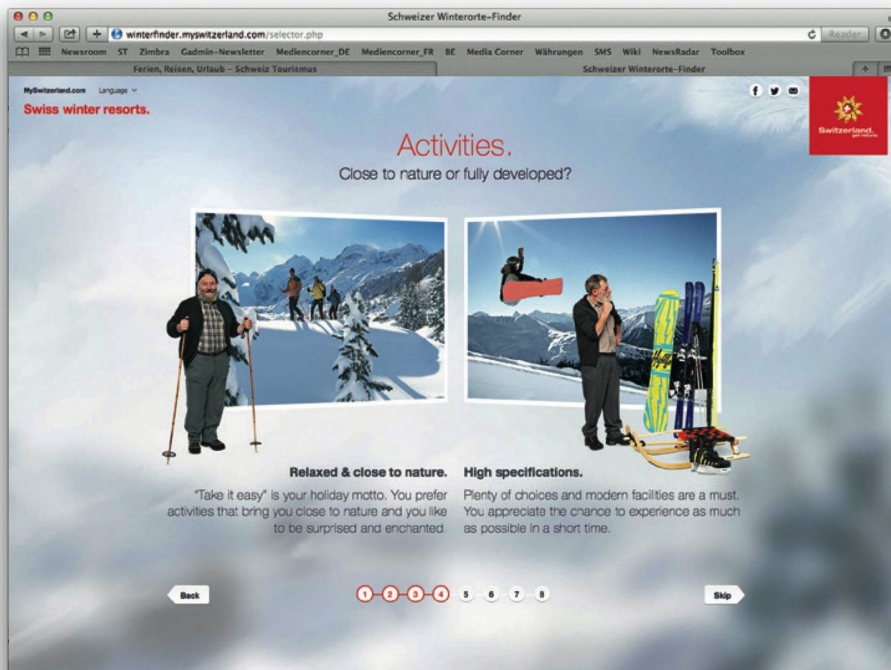 Schweizer Winterorte-Finder
winterfinder.myswitzerland.com/selector.php
Reader
Newsroom ST Zimbra Gadmin-Newsletter Mediencorner_DE Mediencorner_FR BE Media Corner Währungen SMS Wiki NewsRadar Toolbox
Ferien, Reisen, Urlaub – Schweiz Tourismus
Schweizer Winterorte-Finder
MySwitzerland.com Language
Swiss winter resorts.
Switzerland.
get natural.
Activities.
Close to nature or fully developed?
Relaxed & close to nature.
"Take it easy" is your holiday motto. You prefer
activities that bring you close to nature and you like
to be surprised and enchanted.
High specifications.
Plenty of choices and modern facilities are a must.
You appreciate the chance to experience as much
as possible in a short time.
Back
1 2 3 4 5 6 7 8
Skip